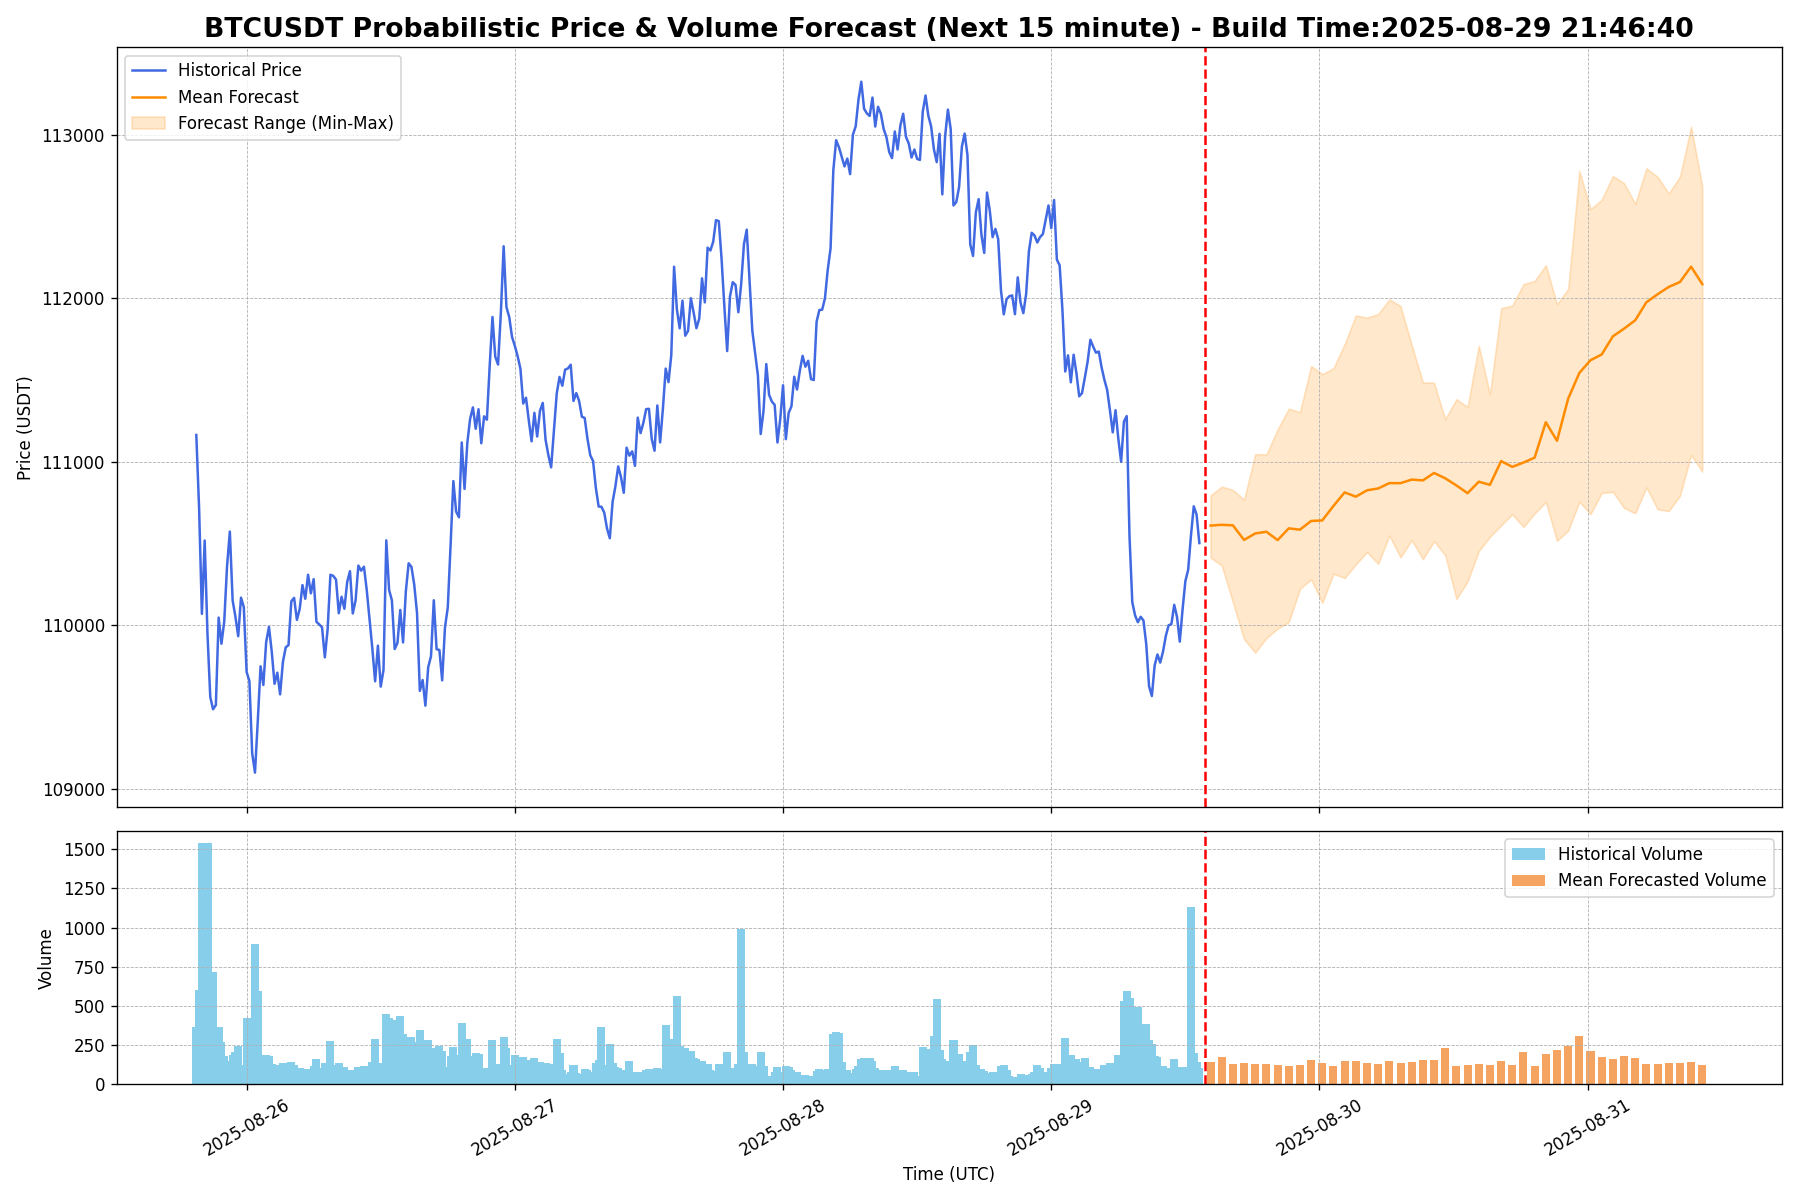 BTCUSDT Probabilistic Price & Volume Forecast (Next 15 minute) - Build Time:2025-08-29 21:46:40
Historical Price
Mean Forecast
Forecast Range (Min-Max)
113000
112000
111000
110000
109000
Price (USDT)
Historical Volume
Mean Forecasted Volume
1500
1250
1000
750
500
250
0
Volume
2025-08-26
2025-08-27
2025-08-28
2025-08-29
2025-08-30
2025-08-31
Time (UTC)